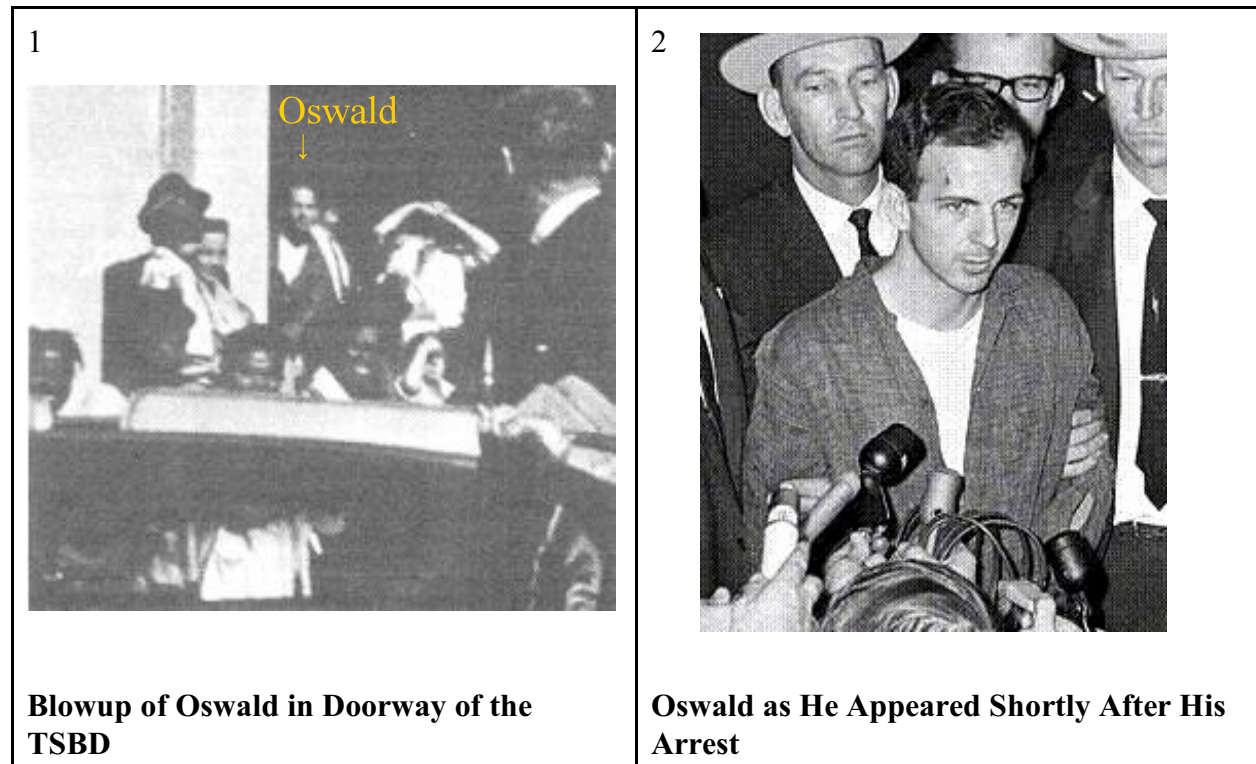 1
Oswald
↓
Blowup of Oswald in Doorway of the
TSBD
2
Oswald as He Appeared Shortly After His
Arrest